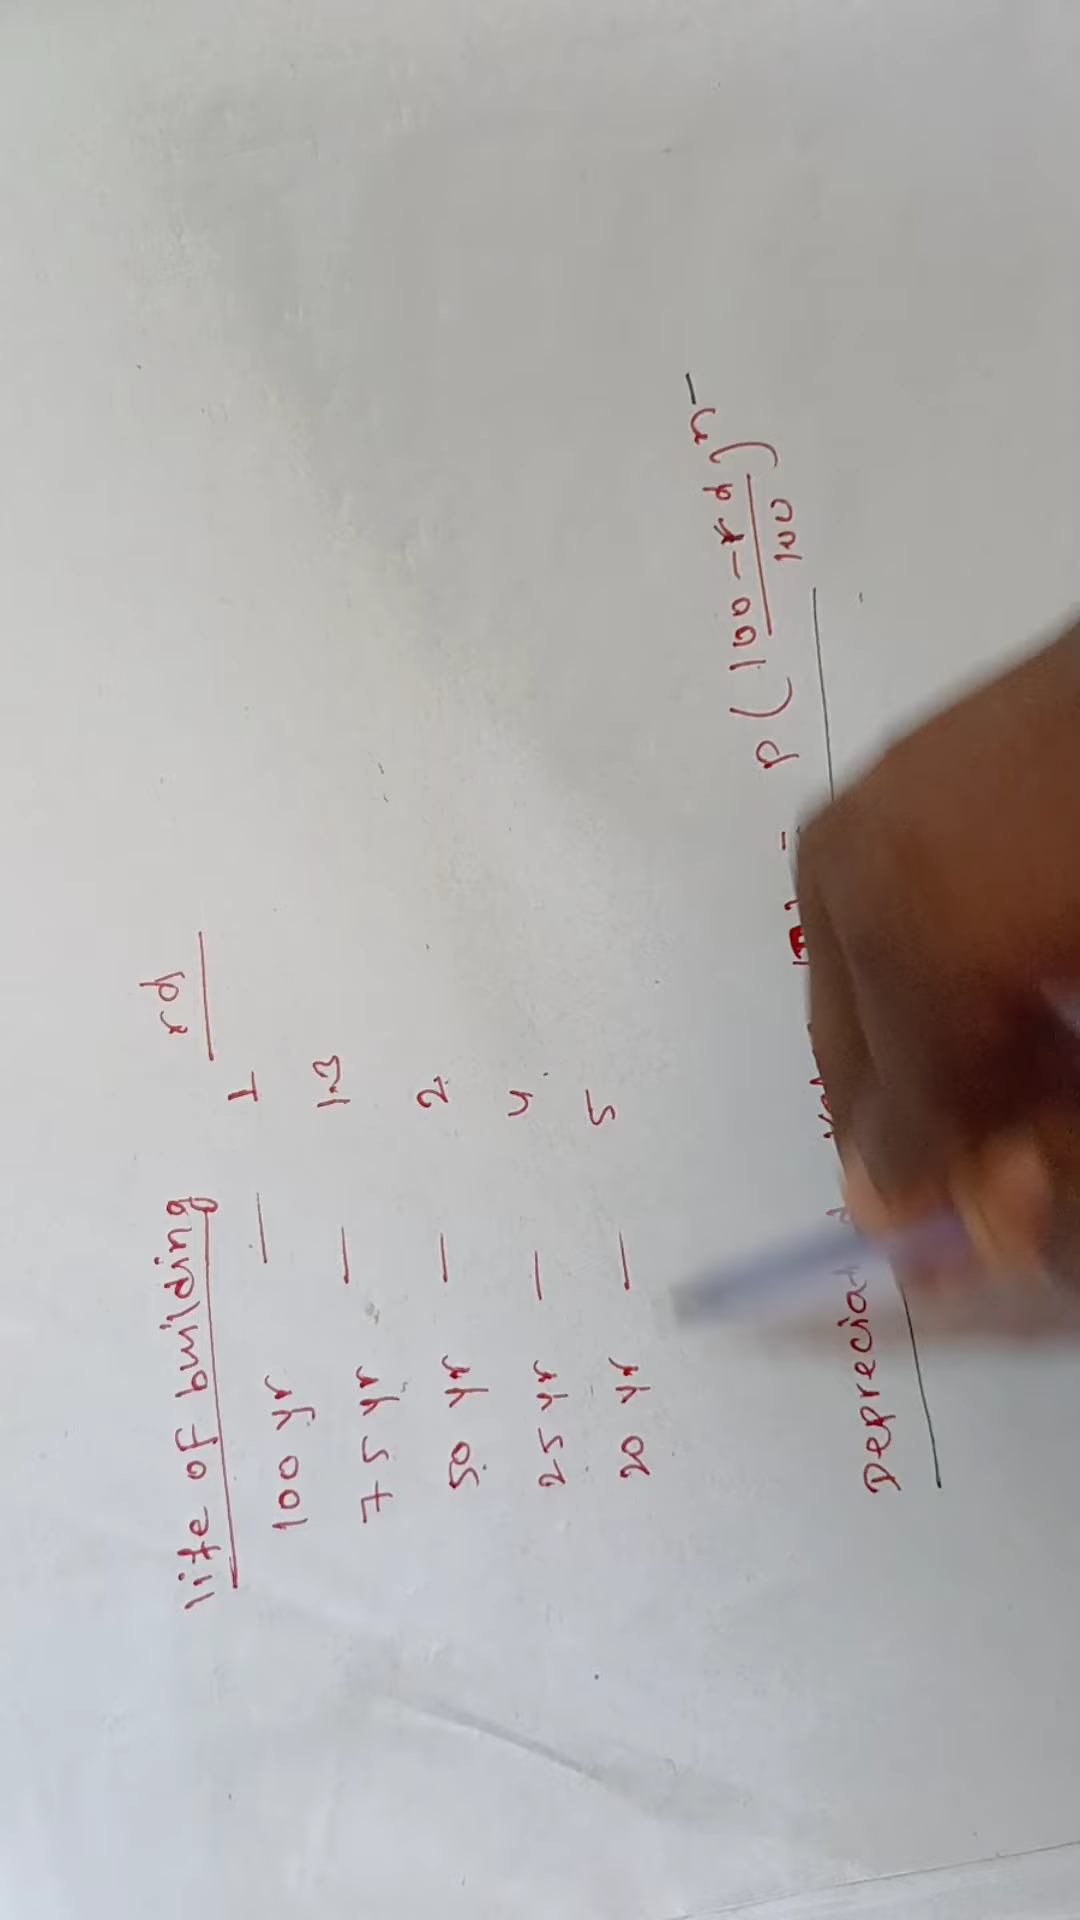 life of building rd
100 yr — 1
75 yr — 1.3
50 yr — 2
25 yr — 4
20 yr — 5
= P(100-rd/100)n